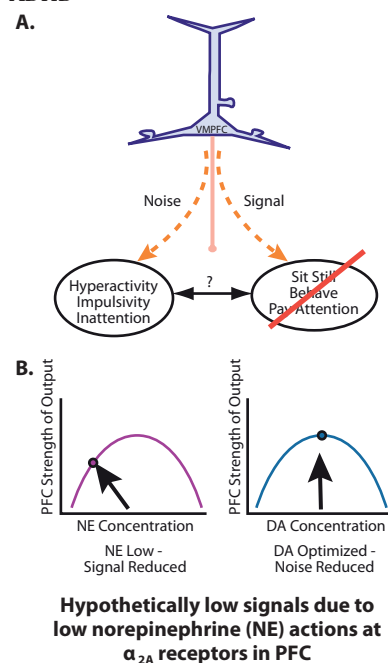 A.
VMPFC
Noise
Signal
?
Hyperactivity
Impulsivity
Inattention
Sit Still
Behave
Pay Attention
B.
PFC Strength of Output
NE Concentration
NE Low -
Signal Reduced
PFC Strength of Output
DA Concentration
DA Optimized -
Noise Reduced
Hypothetically low signals due to
low norepinephrine (NE) actions at
α2A receptors in PFC